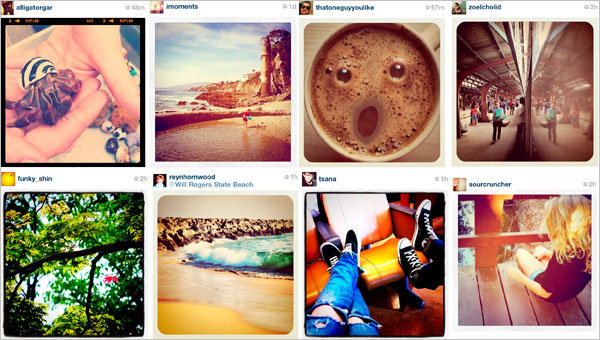 alligatorgar 48m
imoments 1d
thatoneguyyoulike 57m
zoelcholid 2h
funky_shin 2h
reynhornwood 1h
Will Rogers State Beach
tsana 1h
sourcruncher 2h